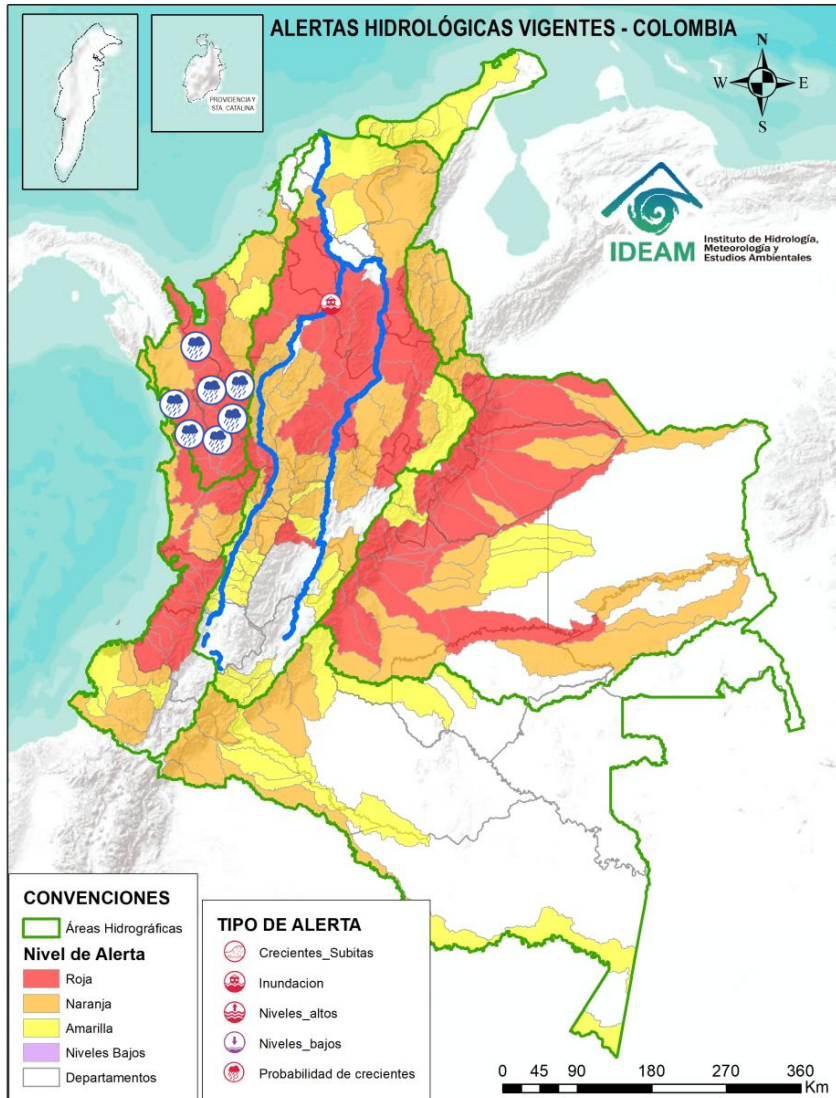 ALERTAS HIDROLÓGICAS VIGENTES - COLOMBIA
PROVIDENCIA Y
STA. CATALINA
N
W
E
S
IDEAM
Instituto de Hidrología,
Meteorología y
Estudios Ambientales
CONVENCIONES
Áreas Hidrográficas
Nivel de Alerta
Roja
Naranja
Amarilla
Niveles Bajos
Departamentos
TIPO DE ALERTA
Crecientes_Subitas
Inundacion
Niveles_altos
Niveles_bajos
Probabilidad de crecientes
0 45 90 180 270 360
Km